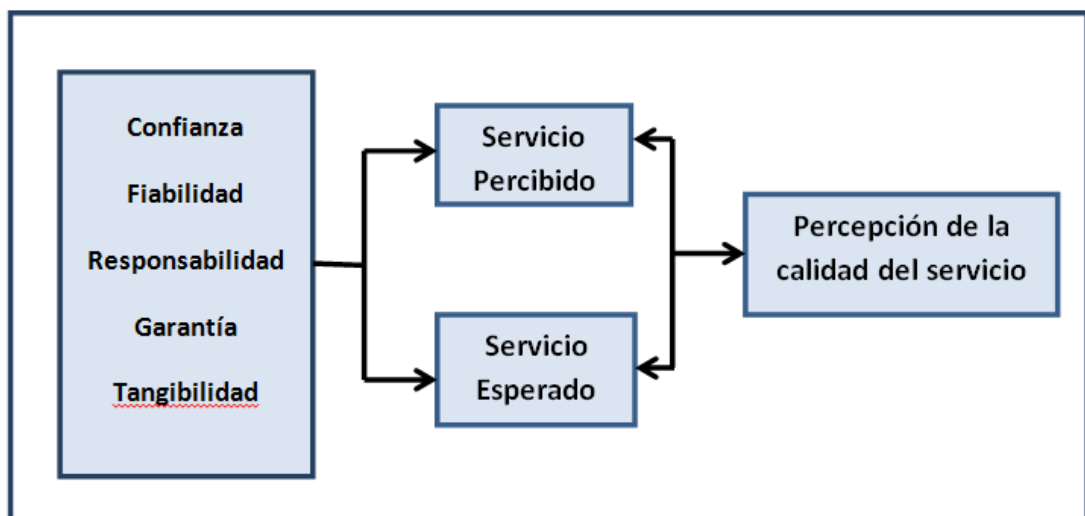 Confianza
Fiabilidad
Responsabilidad
Garantía
Tangibilidad
Servicio
Percibido
Servicio
Esperado
Percepción de la
calidad del servicio